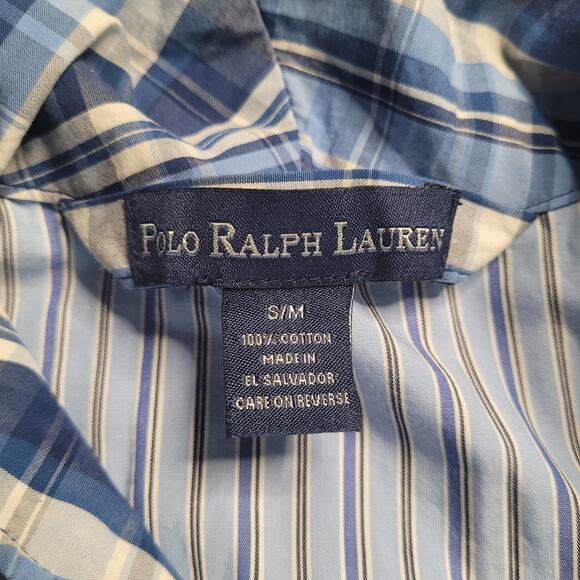 POLO RALPH LAUREN
S/M
100% COTTON
MADE IN
EL SALVADOR
CARE ON REVERSE